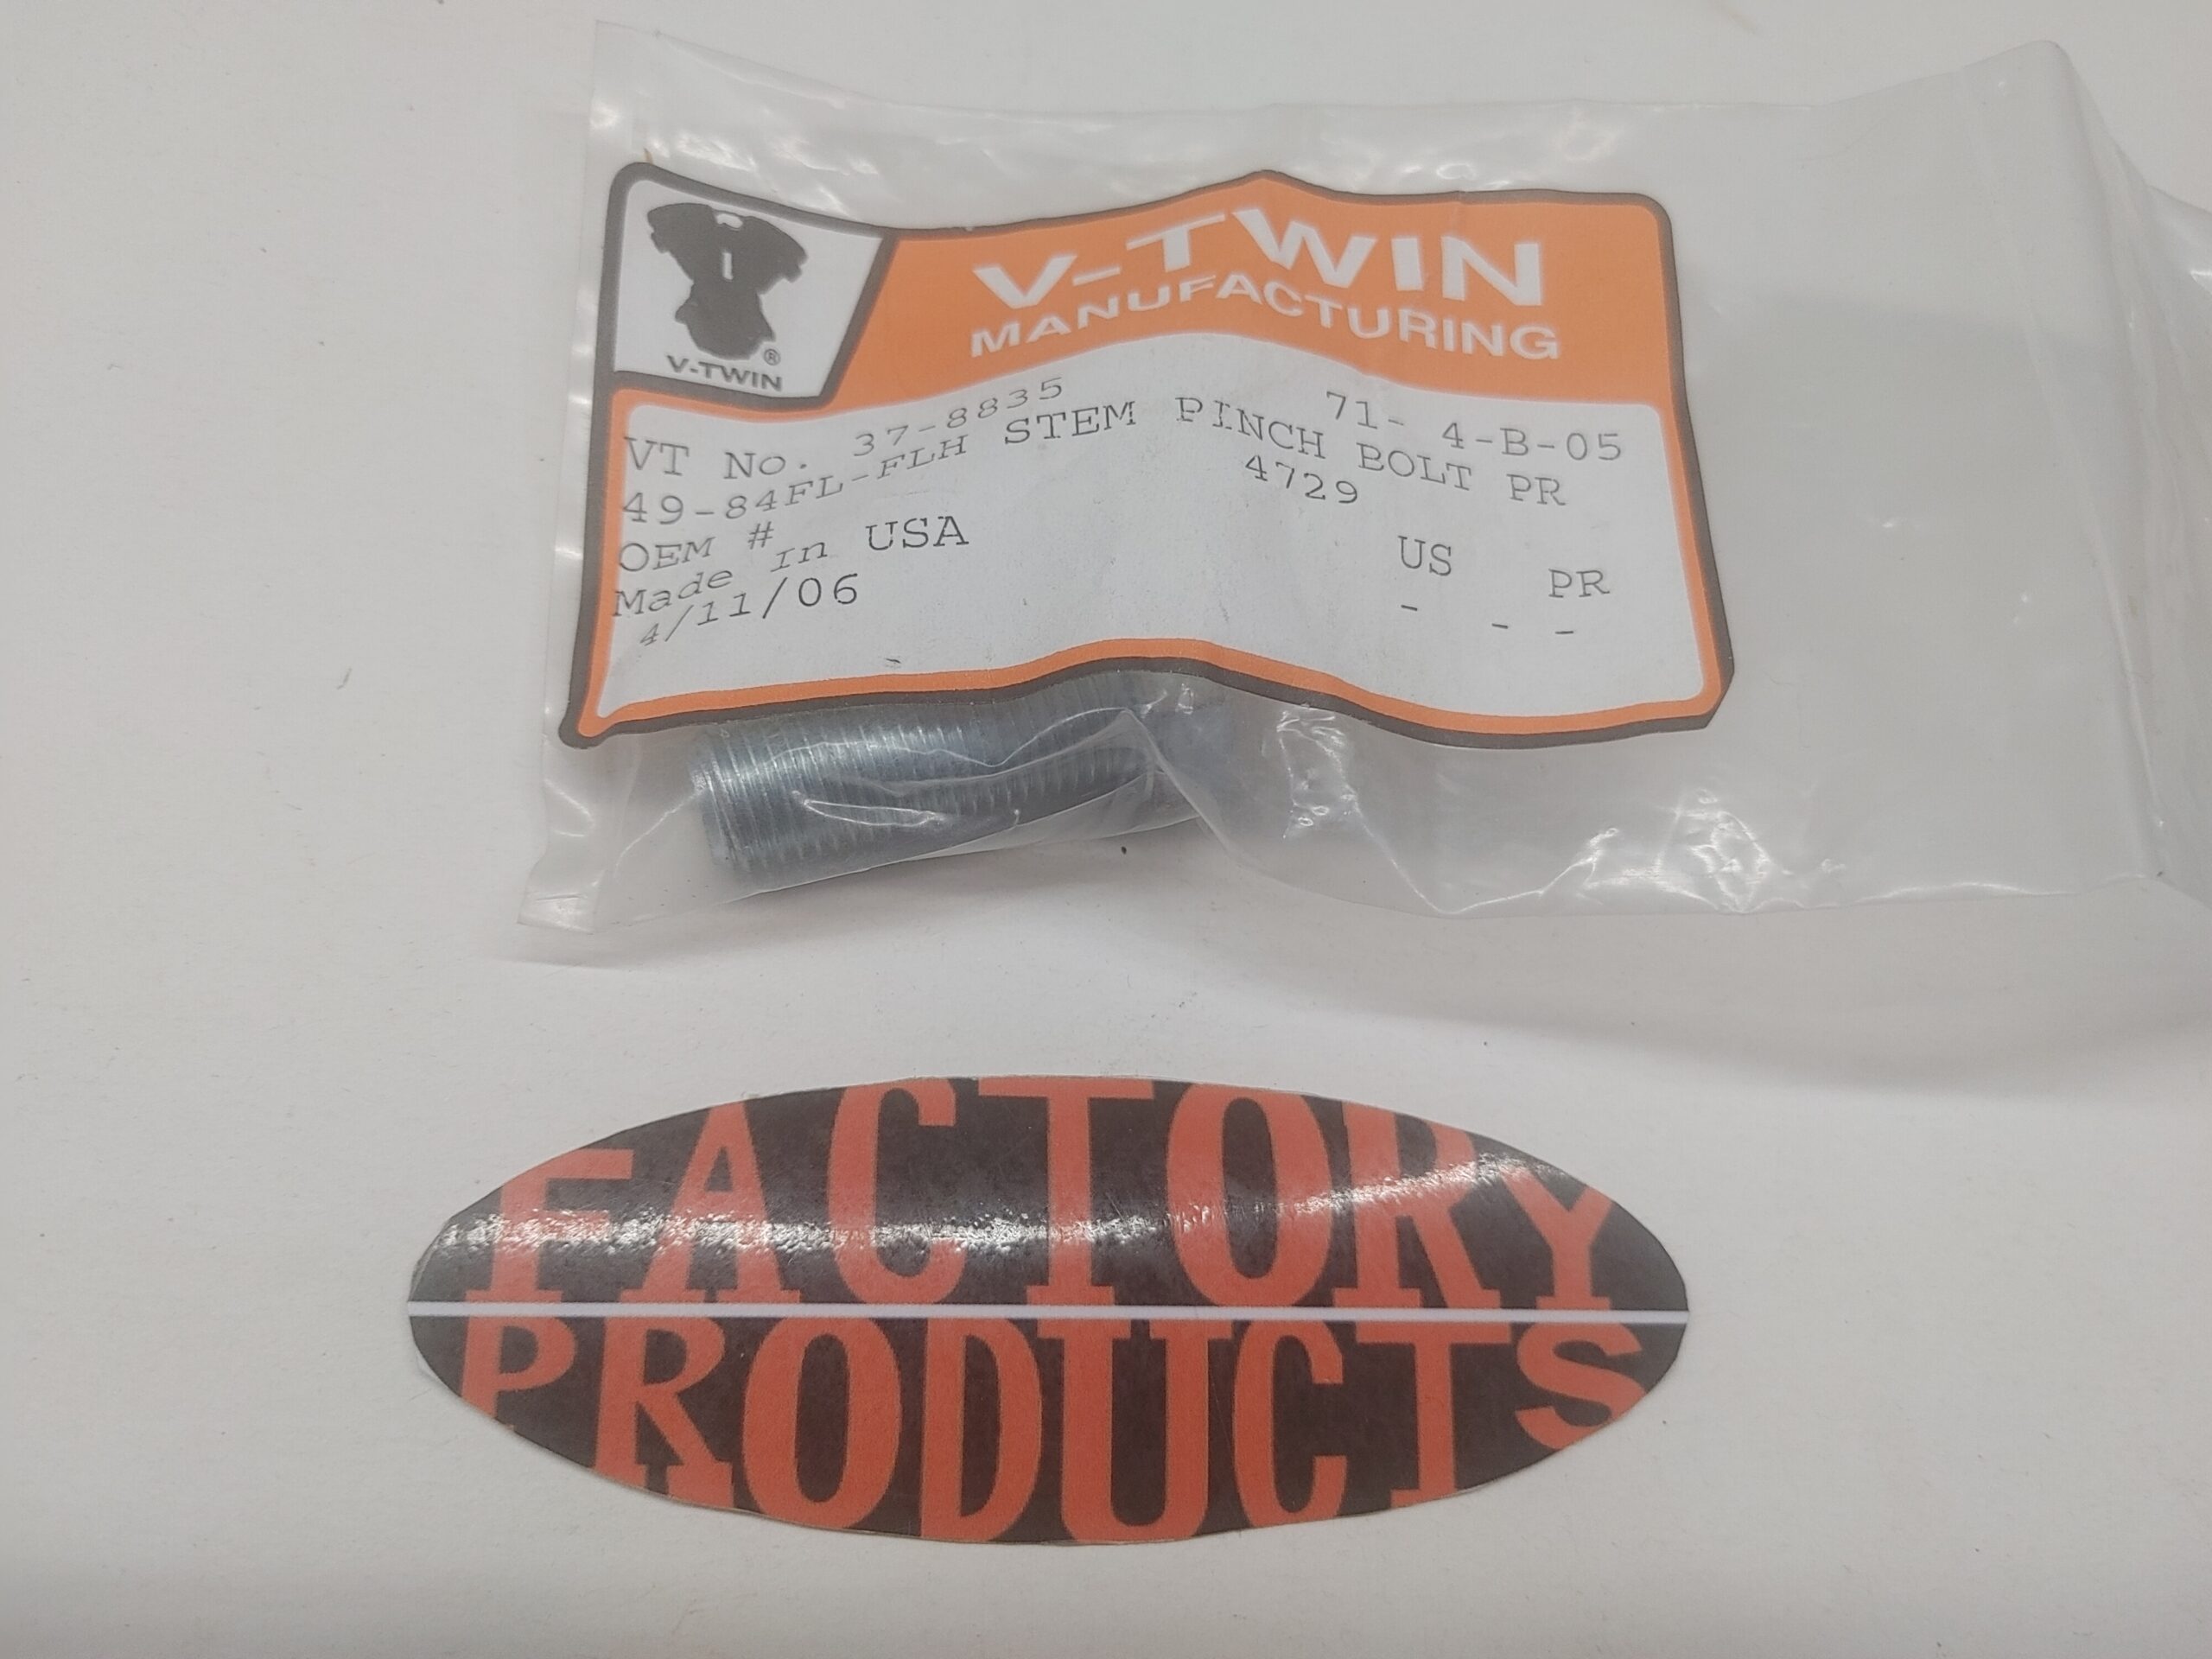 V-TWIN
MANUFACTURING
®
V-TWIN
VT No. 37-8835 71- 4-B-05
49-84FL-FLH STEM PINCH BOLT PR
OEM # 4729
Made in USA US PR
4/11/06 - - -
FACTORY
PRODUCTS